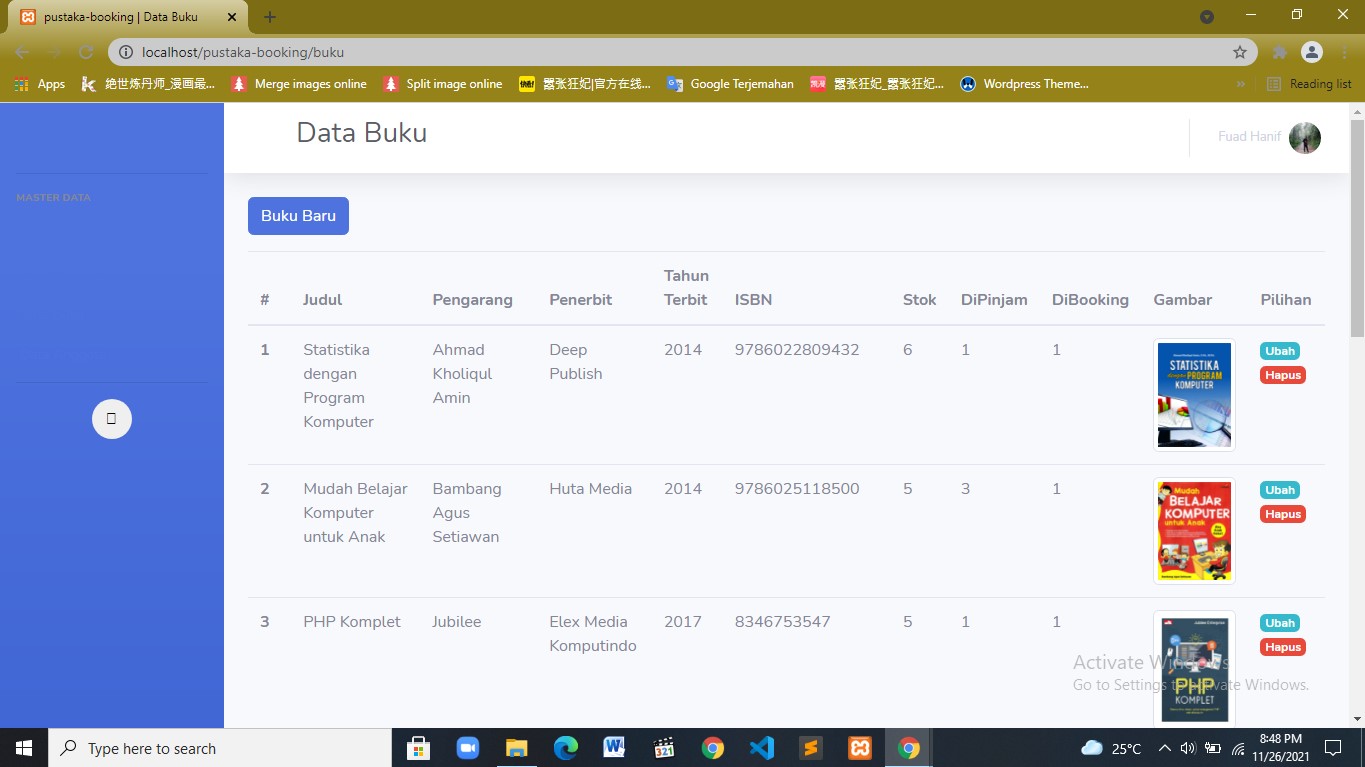 pustaka-booking | Data Buku
localhost/pustaka-booking/buku
Apps
絶世炼丹师_漫画最...
Merge images online
Split image online
嚣张狂妃|官方在线...
Google Terjemahan
嚣张狂妃_嚣张狂妃...
Wordpress Theme...
Reading list
Data Buku
Fuad Hanif
MASTER DATA
Buku Baru
# Judul Pengarang Penerbit Tahun Terbit ISBN Stok DiPinjam DiBooking Gambar Pilihan
1 Statistika dengan Program Komputer Ahmad Kholiqul Amin Deep Publish 2014 9786022809432 6 1 1
STATISTIKA
dengan PROGRAM
KOMPUTER
Ubah
Hapus
2 Mudah Belajar Komputer untuk Anak Bambang Agus Setiawan Huta Media 2014 9786025118500 5 3 1
Mudah
BELAJAR
KOMPUTER
untuk Anak
Ubah
Hapus
3 PHP Komplet Jubilee Elex Media Komputindo 2017 8346753547 5 1 1
PHP
KOMPLET
Ubah
Hapus
Activate Windows
Go to Settings to activate Windows.
Type here to search
321
25°C
8:48 PM
11/26/2021